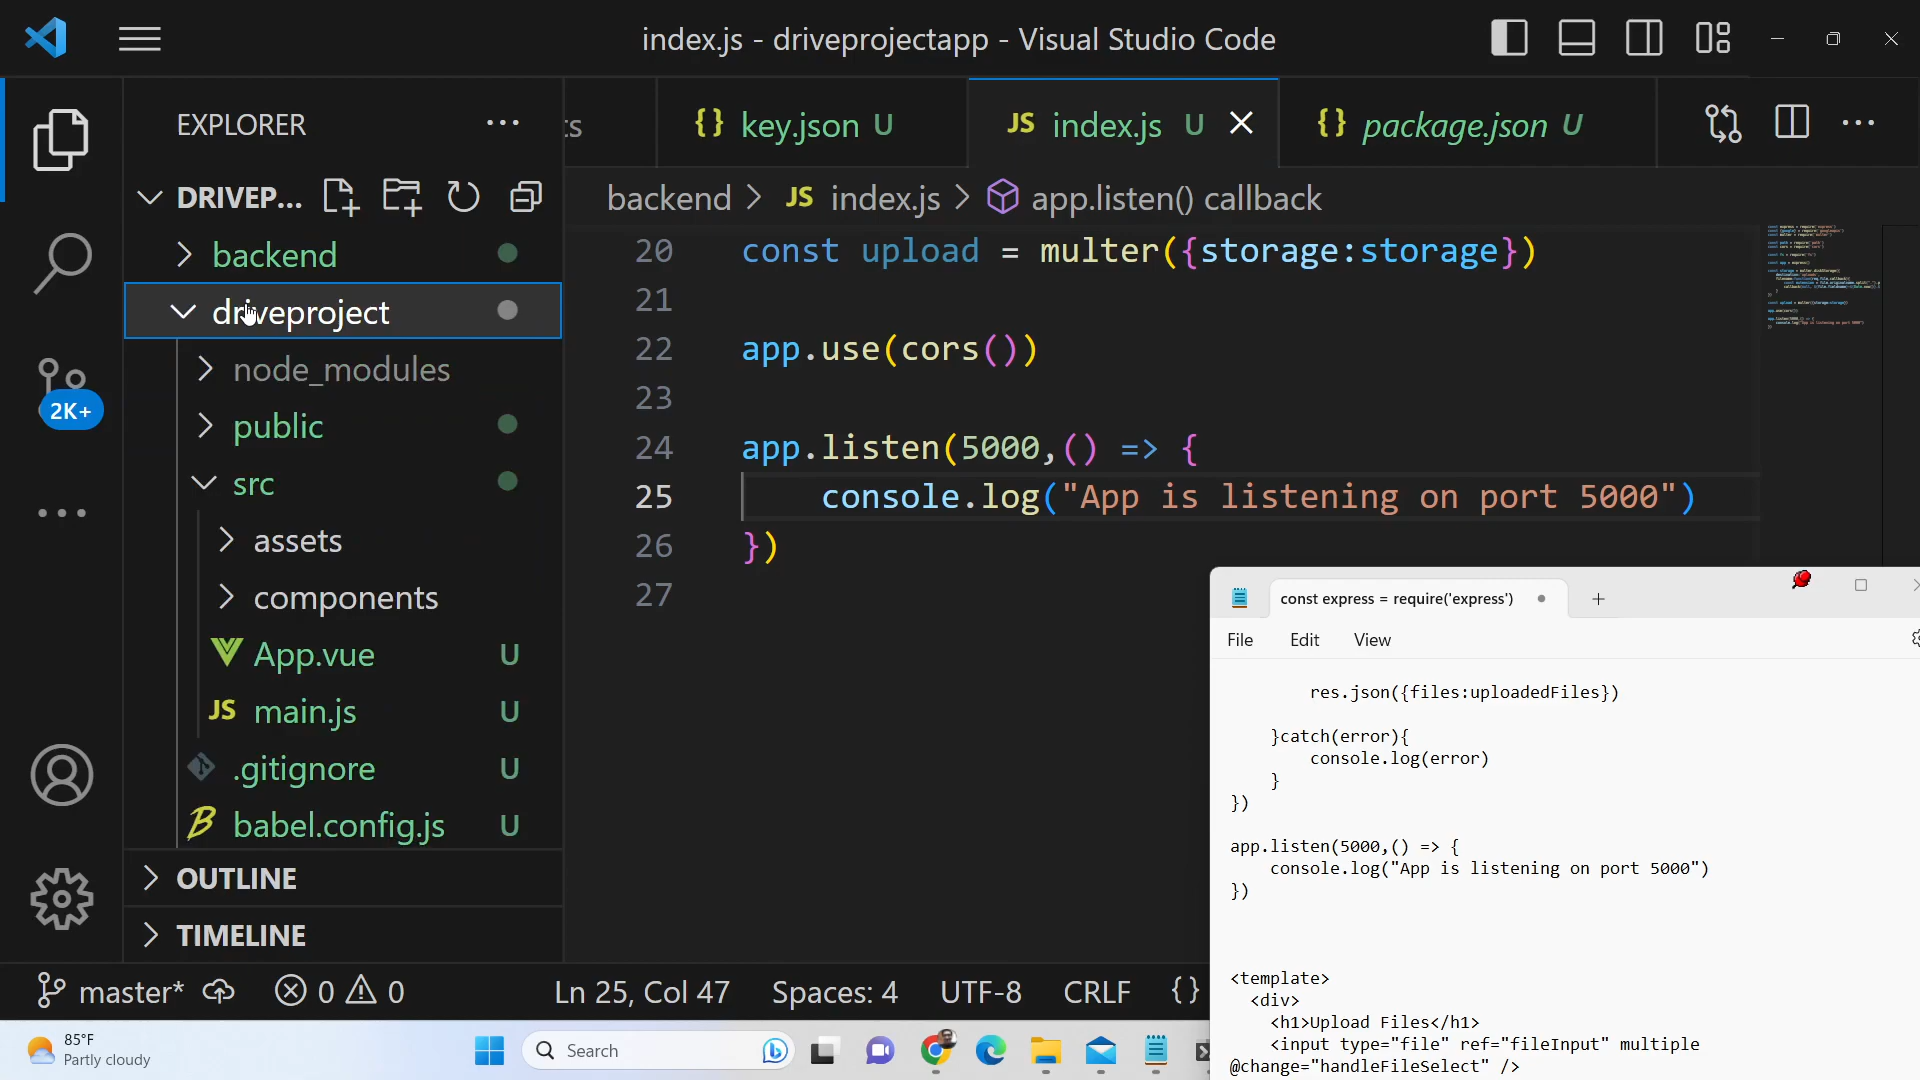 index.js - driveprojectapp - Visual Studio Code
EXPLORER
ts
{} key.json U
JS index.js U
{} package.json U
DRIVEP...
backend > JS index.js > app.listen() callback
backend
driveproject
node_modules
public
src
assets
components
App.vue U
JS main.js U
.gitignore U
babel.config.js U
OUTLINE
TIMELINE
2K+
20 const upload = multer({storage:storage})
21
22 app.use(cors())
23
24 app.listen(5000,() => {
25 console.log("App is listening on port 5000")
26 })
27
const express = require('express')
File Edit View
res.json({files:uploadedFiles})
}catch(error){
console.log(error)
}
})
app.listen(5000,() => {
console.log("App is listening on port 5000")
})
<template>
<div>
<h1>Upload Files</h1>
<input type="file" ref="fileInput" multiple
@change="handleFileSelect" />
master* 0 0 Ln 25, Col 47 Spaces: 4 UTF-8 CRLF {}
85°F
Partly cloudy
Search